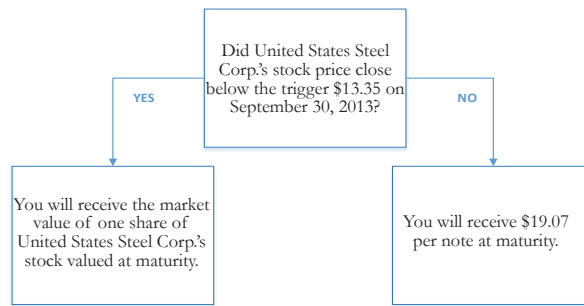 Did United States Steel
Corp.'s stock price close
below the trigger $13.35 on
September 30, 2013?
YES
NO
You will receive the market
value of one share of
United States Steel Corp.'s
stock valued at maturity.
You will receive $19.07
per note at maturity.